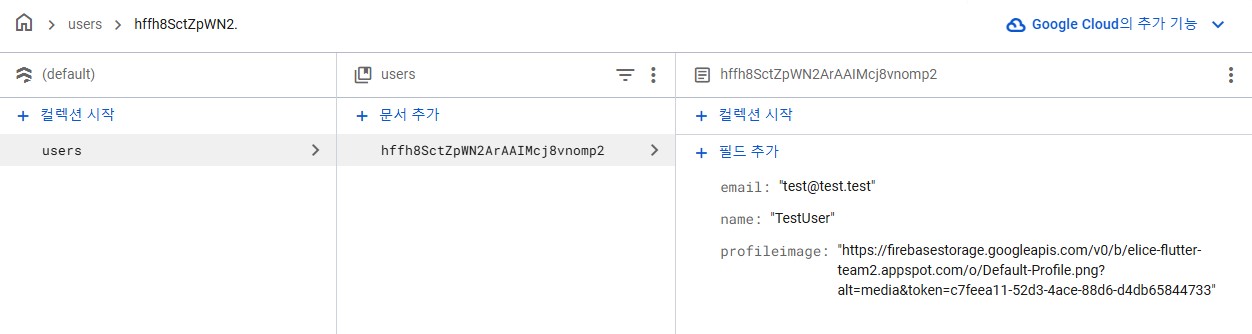 users
hffh8SctZpWN2.
Google Cloud의 추가 기능
(default)
users
hffh8SctZpWN2ArAAIMcj8vnomp2
컬렉션 시작
문서 추가
컬렉션 시작
users
hffh8SctZpWN2ArAAIMcj8vnomp2
필드 추가
email: "test@test.test"
name: "TestUser"
profileimage: "https://firebasestorage.googleapis.com/v0/b/elice-flutter-
team2.appspot.com/o/Default-Profile.png?
alt=media&token=c7feea11-52d3-4ace-88d6-d4db65844733"